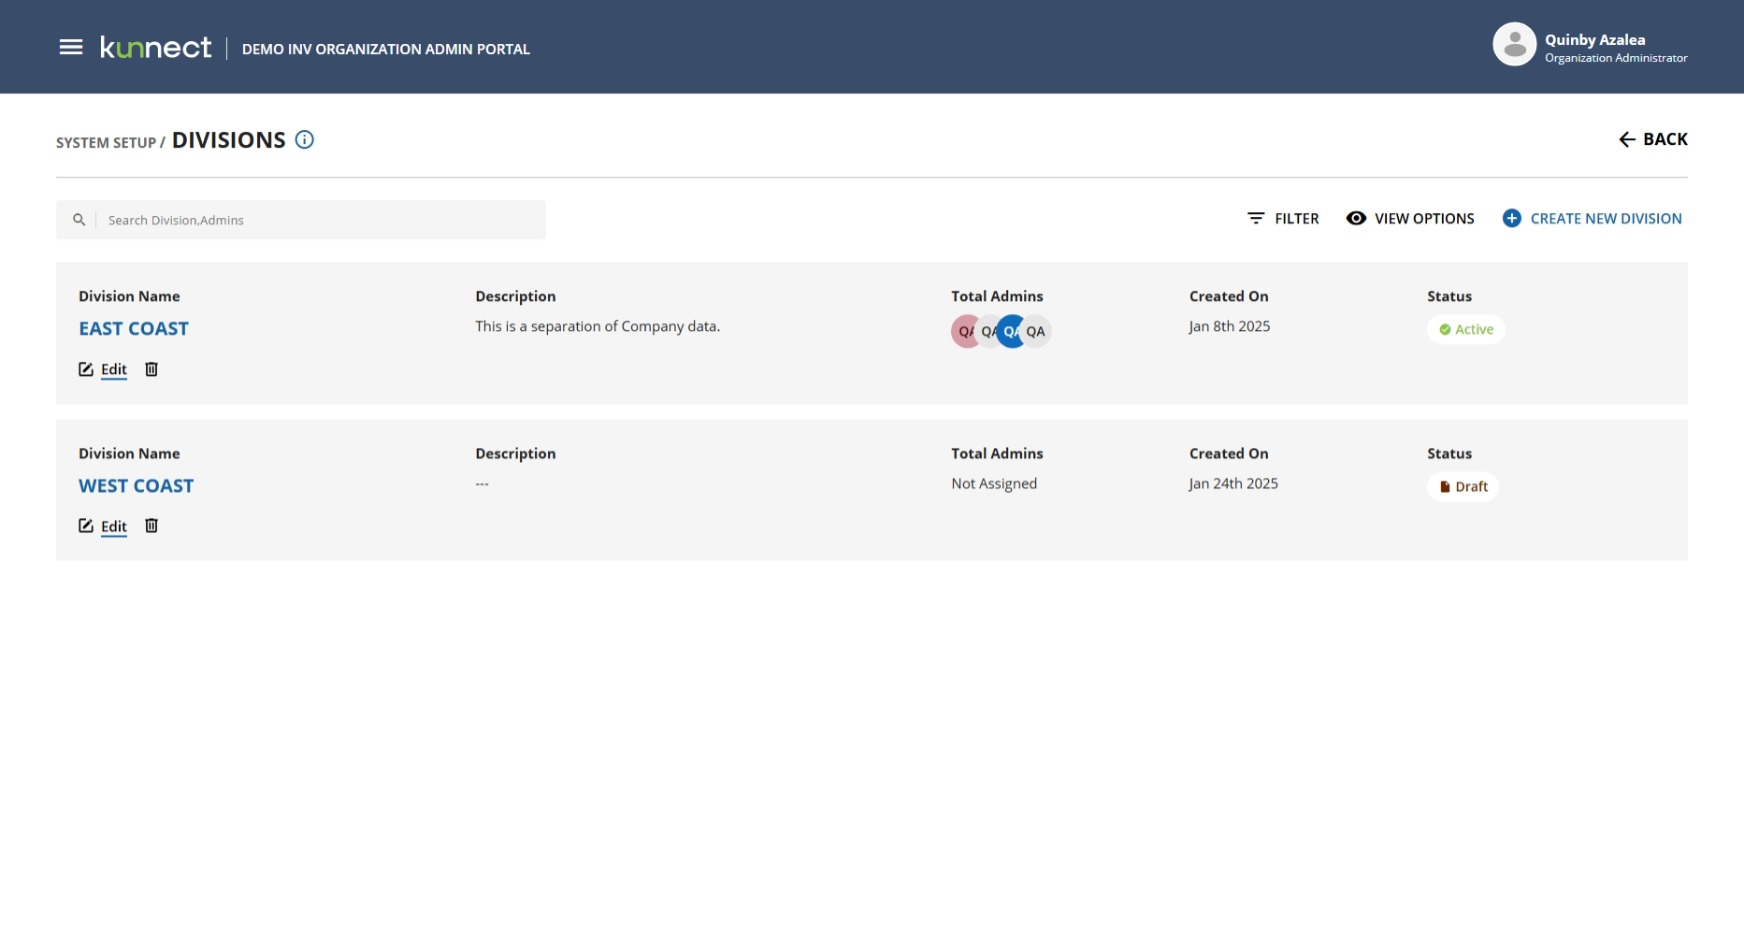 kunnect DEMO INV ORGANIZATION ADMIN PORTAL
Quinby Azalea
Organization Administrator
SYSTEM SETUP / DIVISIONS
BACK
Search Division,Admins
FILTER VIEW OPTIONS CREATE NEW DIVISION
Division Name Description Total Admins Created On Status
EAST COAST This is a separation of Company data. QA QA QA QA Jan 8th 2025 Active
Edit
Division Name Description Total Admins Created On Status
WEST COAST --- Not Assigned Jan 24th 2025 Draft
Edit